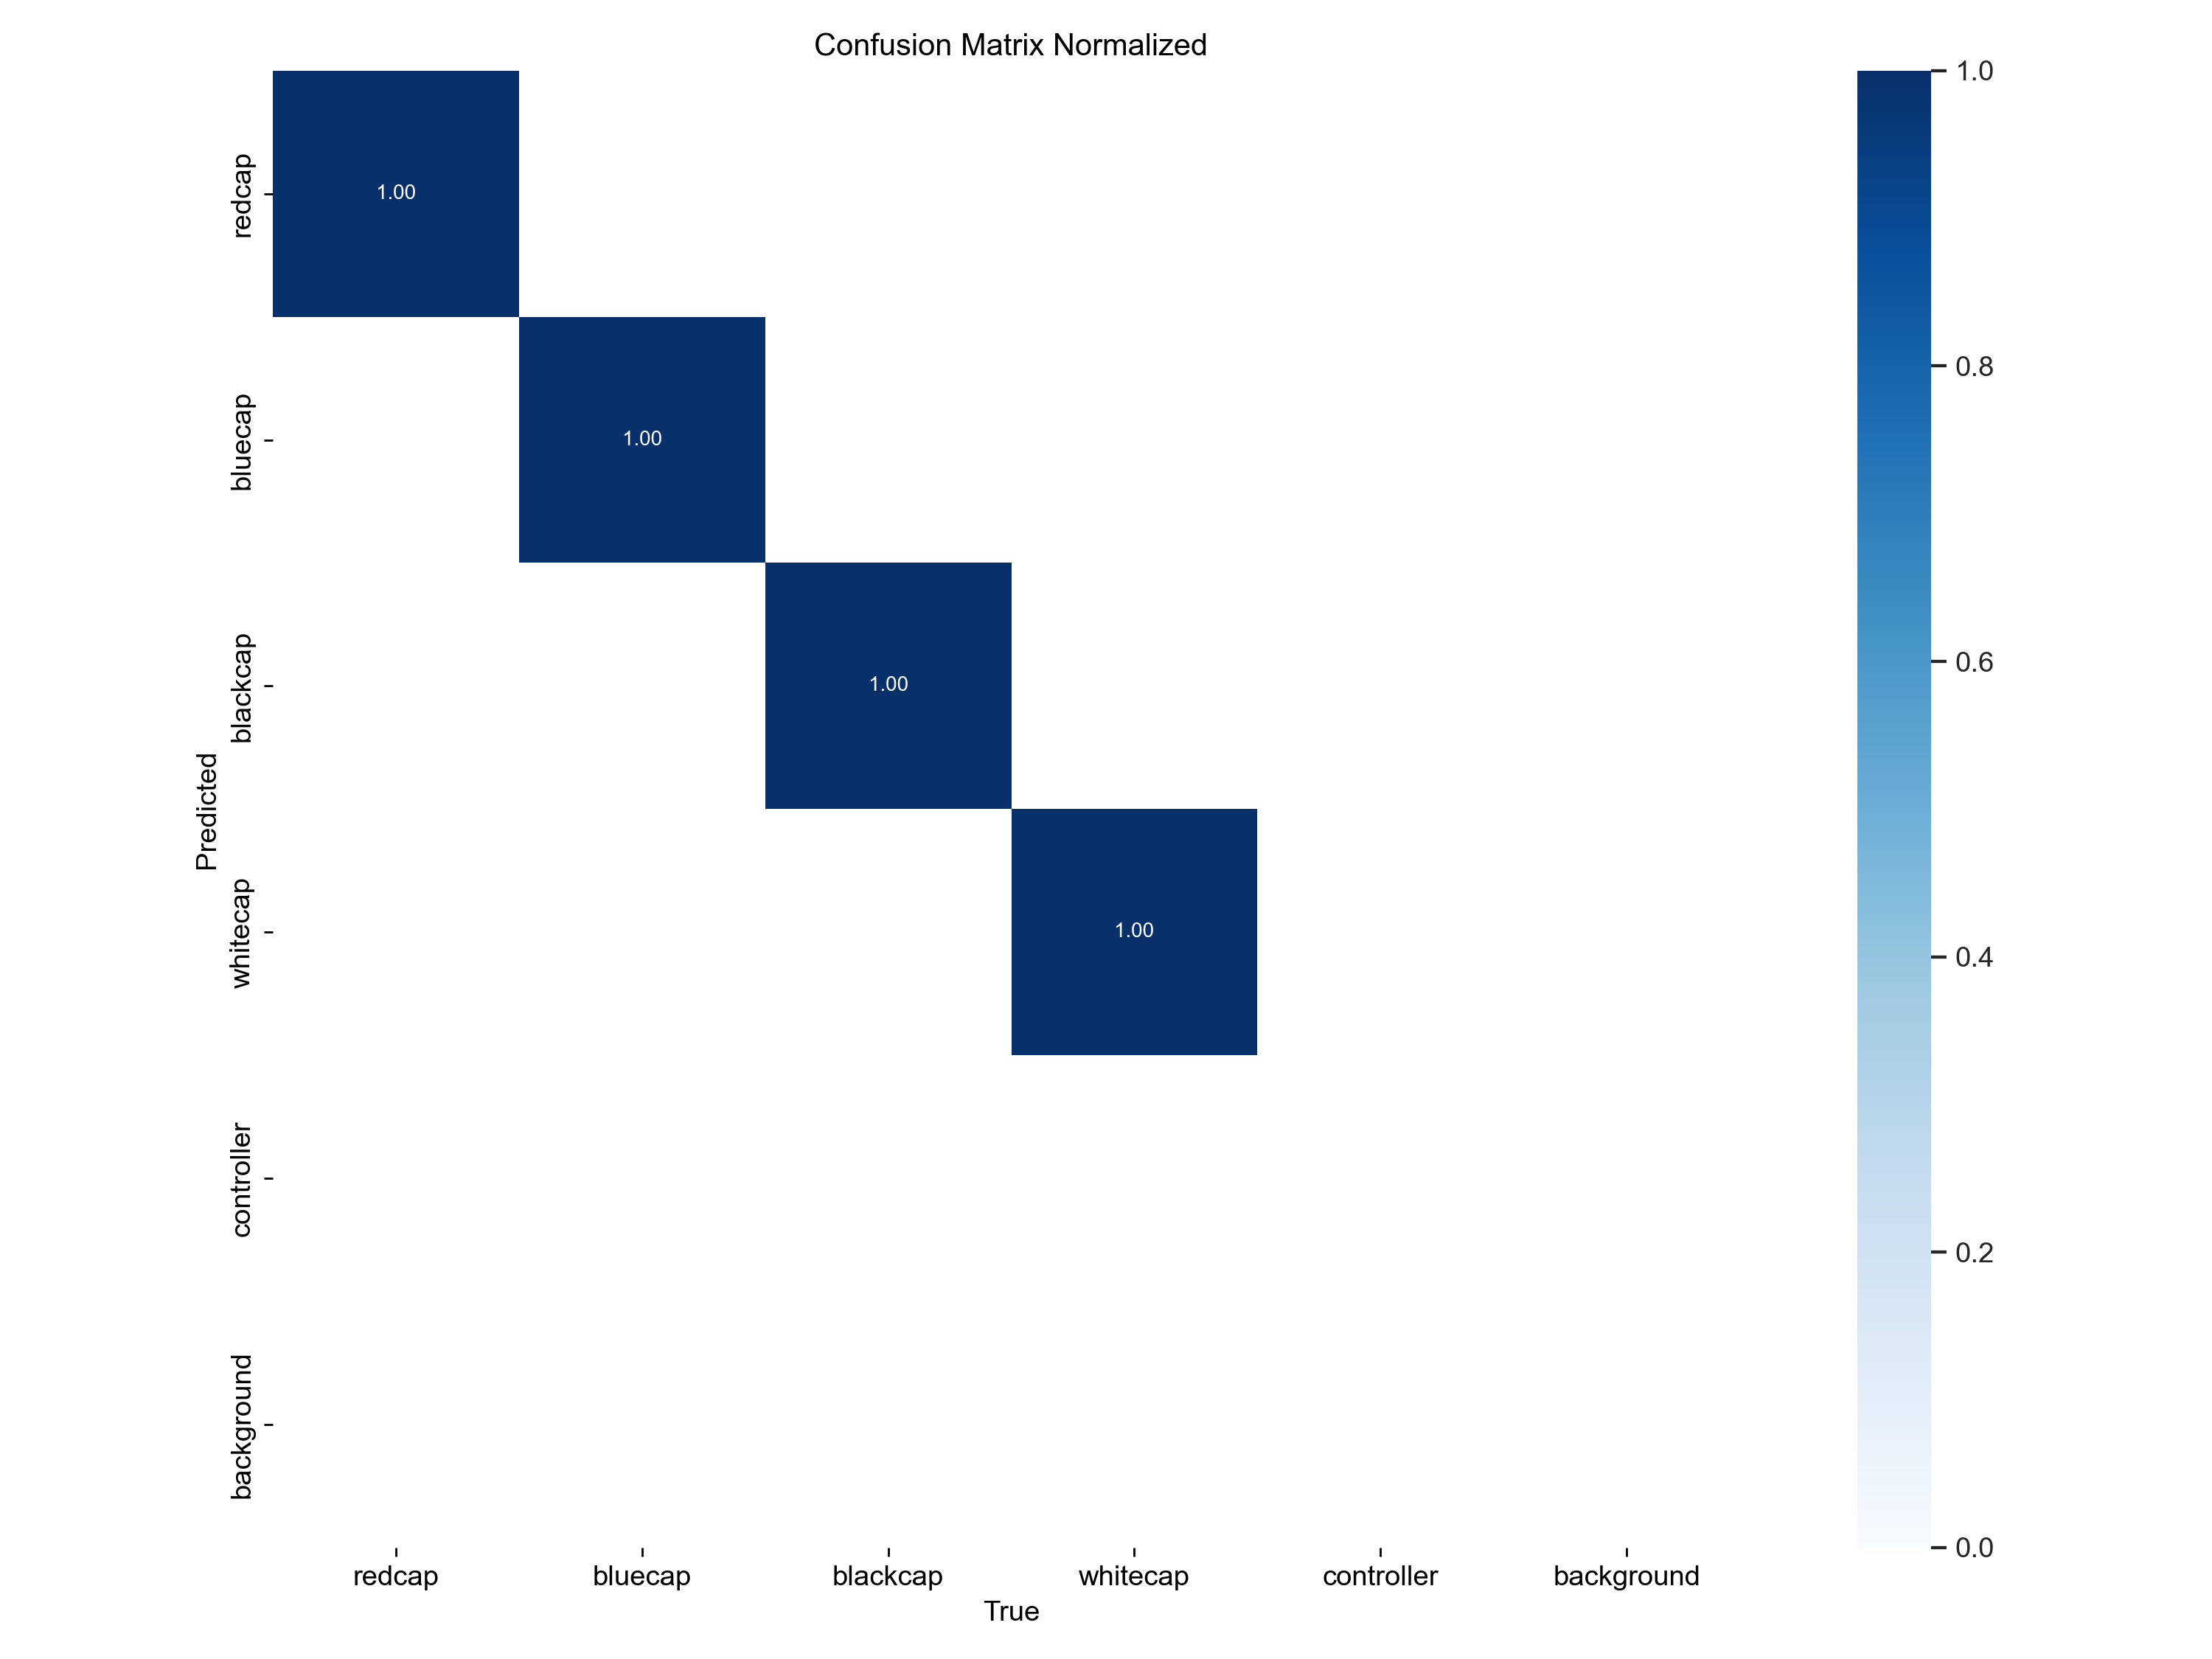 Confusion Matrix Normalized
redcap
bluecap
blackcap
whitecap
controller
background
Predicted
1.00
1.00
1.00
1.00
redcap bluecap blackcap whitecap controller background
True
1.0
0.8
0.6
0.4
0.2
0.0